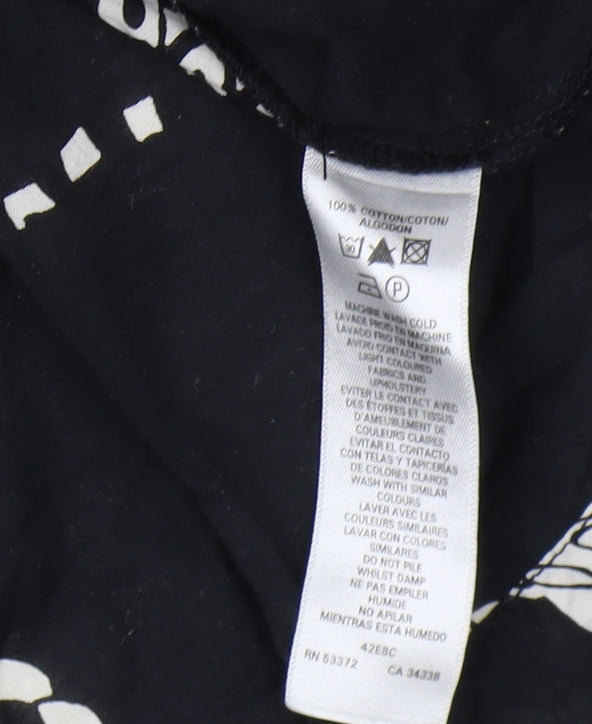 100% COTTON/COTON/
ALGODON
30
P
MACHINE WASH COLD
LAVAGE FROID EN MACHINE
LAVADO FRIO EN MAQUINA
AVOID CONTACT WITH
LIGHT COLOURED
FABRICS AND
UPHOLSTERY
EVITER LE CONTACT AVEC
DES ÉTOFFES ET TISSUS
D'AMEUBLEMENT DE
COULEURS CLAIRES
EVITAR EL CONTACTO
CON TELAS Y TAPICERÍAS
DE COLORES CLAROS
WASH WITH SIMILAR
COLOURS
LAVER AVEC LES
COULEURS SIMILAIRES
LAVAR CON COLORES
SIMILARES
DO NOT PILE
WHILST DAMP
NE PAS EMPILER
HUMIDE
NO APILAR
MIENTRAS ESTA HUMEDO
42E8C
RN 53372 CA 34338